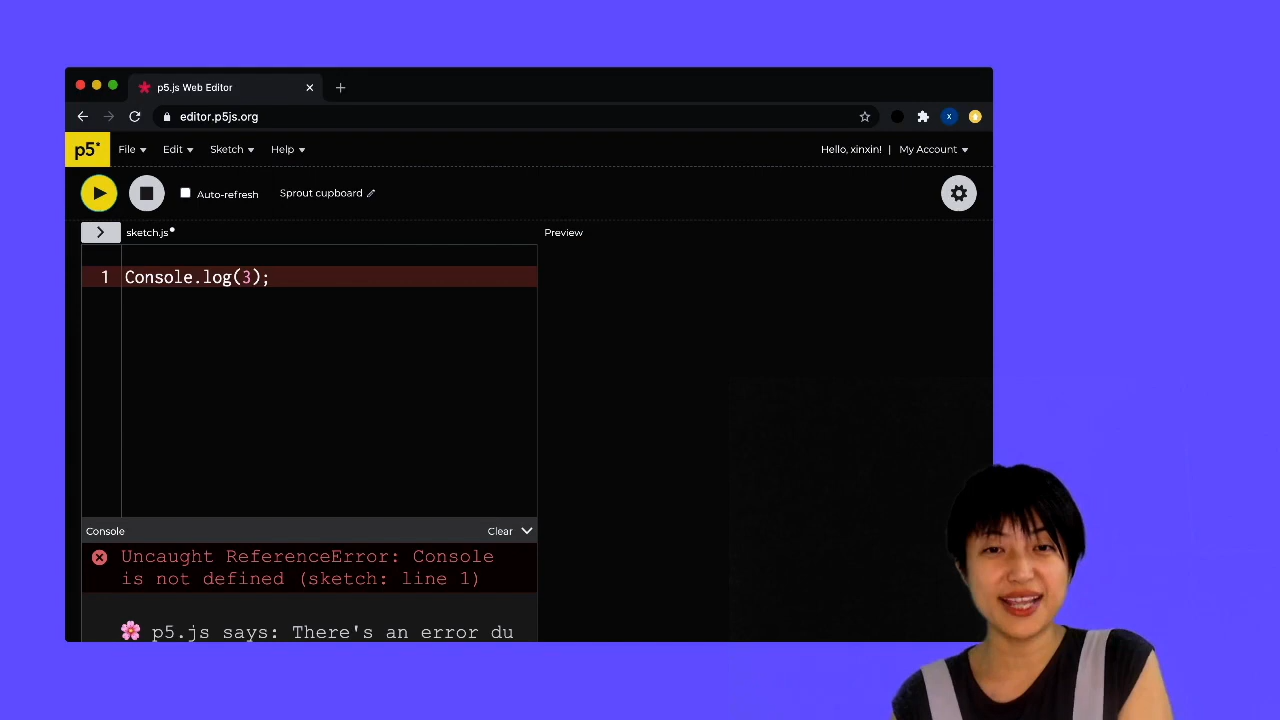 p5.js Web Editor
editor.p5js.org
x
p5* File Edit Sketch Help Hello, xinxin! | My Account
Auto-refresh Sprout cupboard
sketch.js Preview
1 Console.log(3);
Console Clear
Uncaught ReferenceError: Console
is not defined (sketch: line 1)
🌸 p5.js says: There's an error du